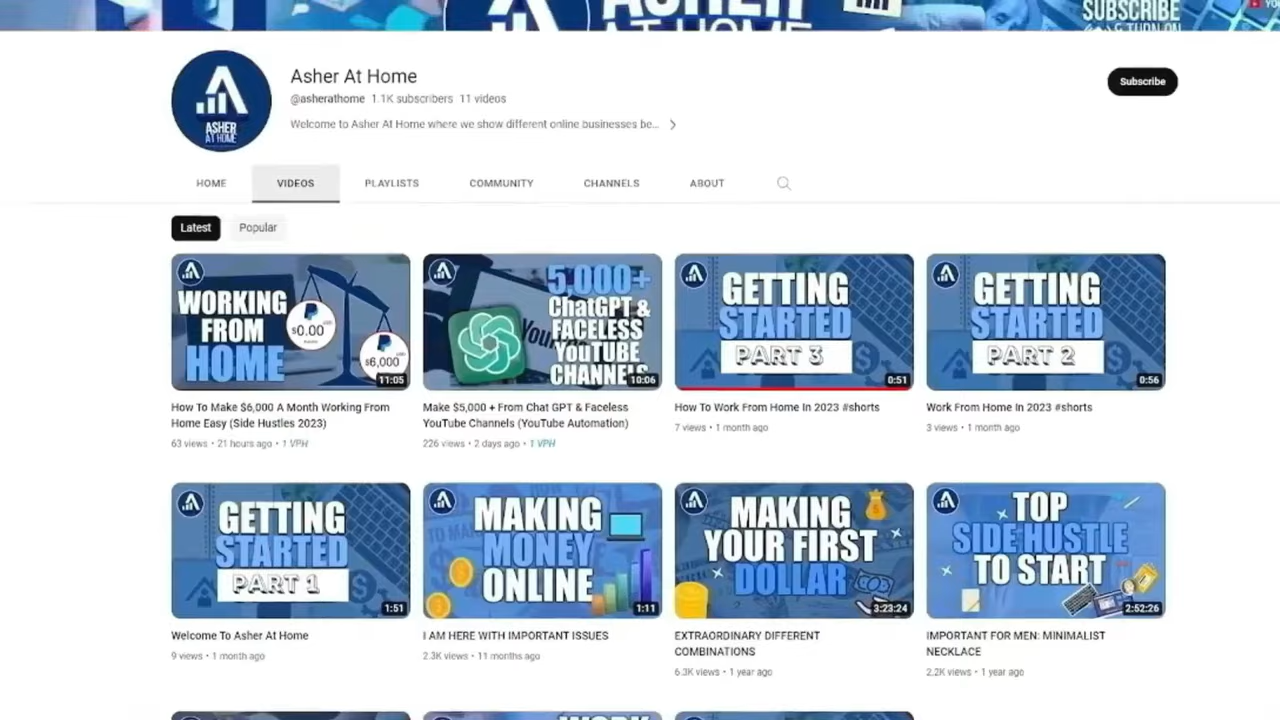 ASHER
AT HOME
SUBSCRIBE
& TURN ON
ASHER
AT HOME
Asher At Home
@asherathome 1.1K subscribers 11 videos
Welcome to Asher At Home where we show different online businesses be...
Subscribe
HOME VIDEOS PLAYLISTS COMMUNITY CHANNELS ABOUT
Latest Popular
WORKING
FROM
HOME
$0.00
$6,000
11:05
5,000+
ChatGPT &
FACELESS
YouTUBE
CHANNELS
10:06
GETTING
STARTED
PART 3
0:51
GETTING
STARTED
PART 2
0:56
How To Make $6,000 A Month Working From
Home Easy (Side Hustles 2023)
63 views • 21 hours ago • 1 VPH
Make $5,000 + From Chat GPT & Faceless
YouTube Channels (YouTube Automation)
226 views • 2 days ago • 1 VPH
How To Work From Home In 2023 #shorts
7 views • 1 month ago
Work From Home In 2023 #shorts
3 views • 1 month ago
GETTING
STARTED
PART 1
1:51
MAKING
MONEY
ONLINE
1:11
MAKING
YOUR FIRST
DOLLAR
3:23:24
TOP
SIDE HUSTLE
TO START
2:52:26
Welcome To Asher At Home
9 views • 1 month ago
I AM HERE WITH IMPORTANT ISSUES
2.3K views • 11 months ago
EXTRAORDINARY DIFFERENT
COMBINATIONS
6.3K views • 1 year ago
IMPORTANT FOR MEN: MINIMALIST
NECKLACE
2.2K views • 1 year ago
WORK